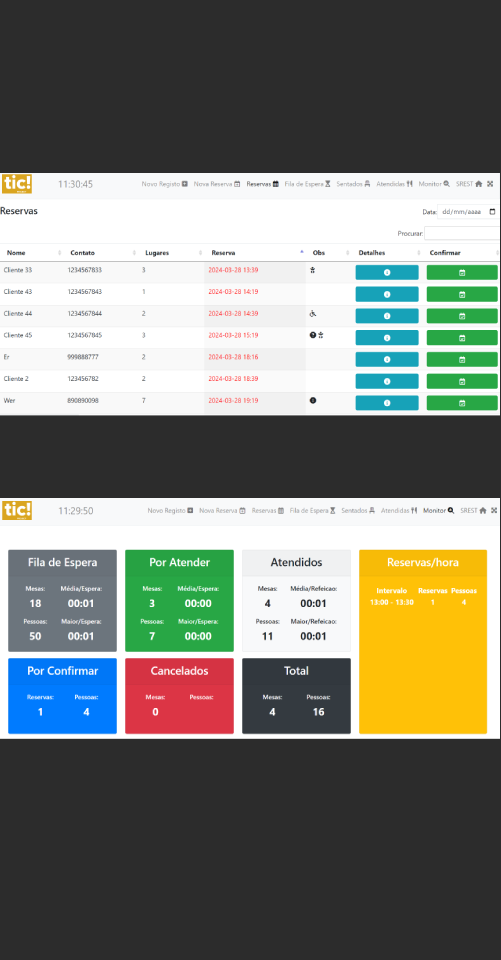 tic! 11:30:45 Novo Registo Nova Reserva Reservas Fila de Espera Sentados Atendidas Monitor SREST
Reservas Data: dd/mm/aaaa
Procurar:
Nome Contato Lugares Reserva Obs Detalhes Confirmar
Cliente 33 1234567833 3 2024-03-28 13:39
Cliente 43 1234567843 1 2024-03-28 14:19
Cliente 44 1234567844 2 2024-03-28 14:39
Cliente 45 1234567845 3 2024-03-28 15:19
Er 999888777 2 2024-03-28 18:16
Cliente 2 123456782 2 2024-03-28 18:39
Wer 890890098 7 2024-03-28 19:19
tic! 11:29:50 Novo Registo Nova Reserva Reservas Fila de Espera Sentados Atendidas Monitor SREST
Fila de Espera Por Atender Atendidos Reservas/hora
Mesas: Média/Espera: Mesas: Média/Espera: Mesas: Média/Refeicao: Intervalo Reservas Pessoas
18 00:01 3 00:00 4 00:01 13:00 - 13:30 1 4
Pessoas: Maior/Espera: Pessoas: Maior/Espera: Pessoas: Maior/Refeicao:
50 00:01 7 00:00 11 00:01
Por Confirmar Cancelados Total
Reservas: Pessoas: Mesas: Pessoas: Mesas: Pessoas:
1 4 0 4 16